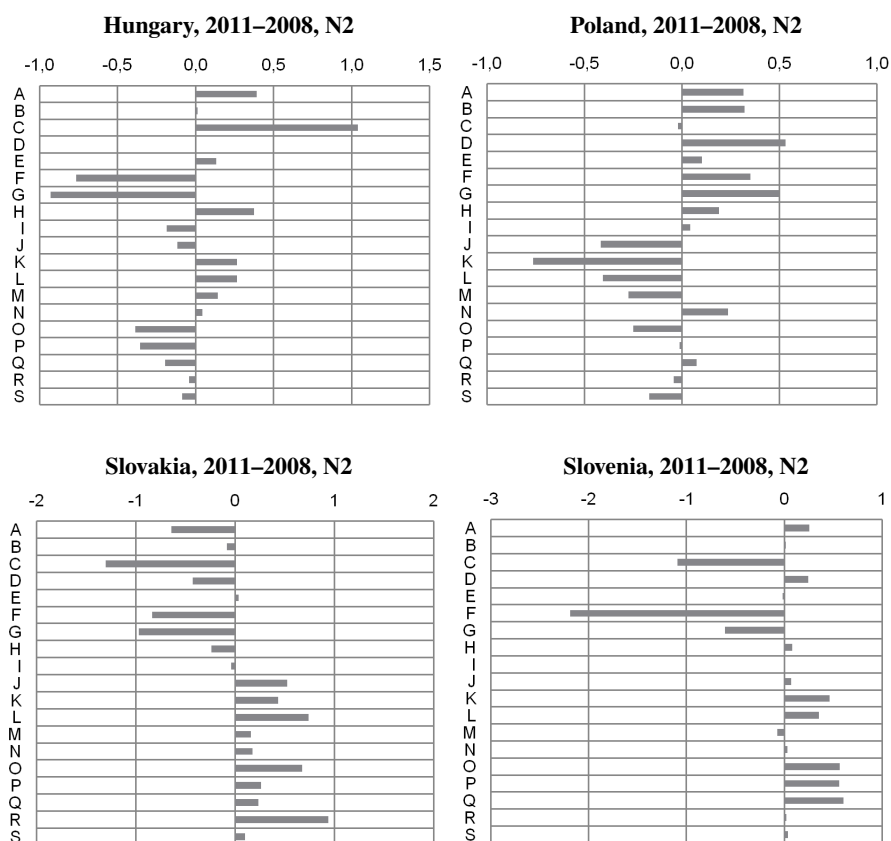 Hungary, 2011–2008, N2
-1,0 -0,5 0,0 0,5 1,0 1,5
A
B
C
D
E
F
G
H
I
J
K
L
M
N
O
P
Q
R
S
Poland, 2011–2008, N2
-1,0 -0,5 0,0 0,5 1,0
A
B
C
D
E
F
G
H
I
J
K
L
M
N
O
P
Q
R
S
Slovakia, 2011–2008, N2
-2 -1 0 1 2
A
B
C
D
E
F
G
H
I
J
K
L
M
N
O
P
Q
R
S
Slovenia, 2011–2008, N2
-3 -2 -1 0 1
A
B
C
D
E
F
G
H
I
J
K
L
M
N
O
P
Q
R
S